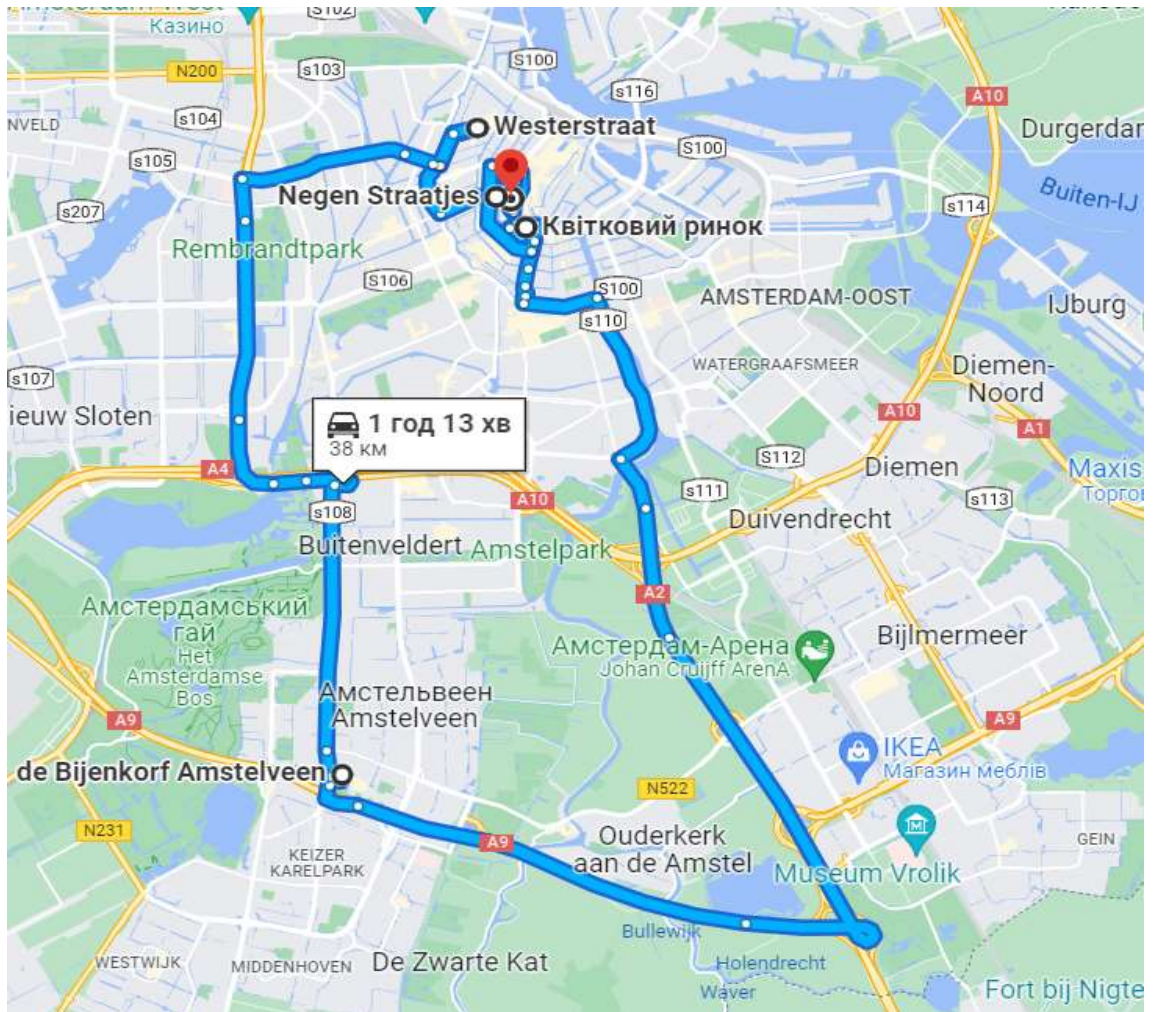 Казино
S102
N200
s103
S100
s116
A10
NVELD
s104
Westerstraat
S100
Durgerdar
s105
Negen Straatjes
Buiten-IJ
s207
s114
Квітковий ринок
Rembrandtpark
S106
S100
AMSTERDAM-OOST
IJburg
s110
WATERGRAAFSMEER
Diemen-
Noord
s107
ieuw Sloten
1 год 13 хв
38 км
A10
A1
A4
S112
Diemen
Maxis
Торгов
s108
A10
s111
s113
Duivendrecht
Buitenveldert
Amstelpark
A2
Амстердамський
гай
Het
Amsterdamse
Bos
Амстердам-Арена
Johan Cruijff ArenA
Bijlmermeer
Амстельвеен
Amstelveen
A9
A9
IKEA
Магазин меблів
de Bijenkorf Amstelveen
N522
N231
A9
Ouderkerk
aan de Amstel
GEIN
KEIZER
KARELPARK
Museum Vrolik
Bullewijk
WESTWIJK
MIDDENHOVEN
De Zwarte Kat
Holendrecht
Waver
Fort bij Nigte